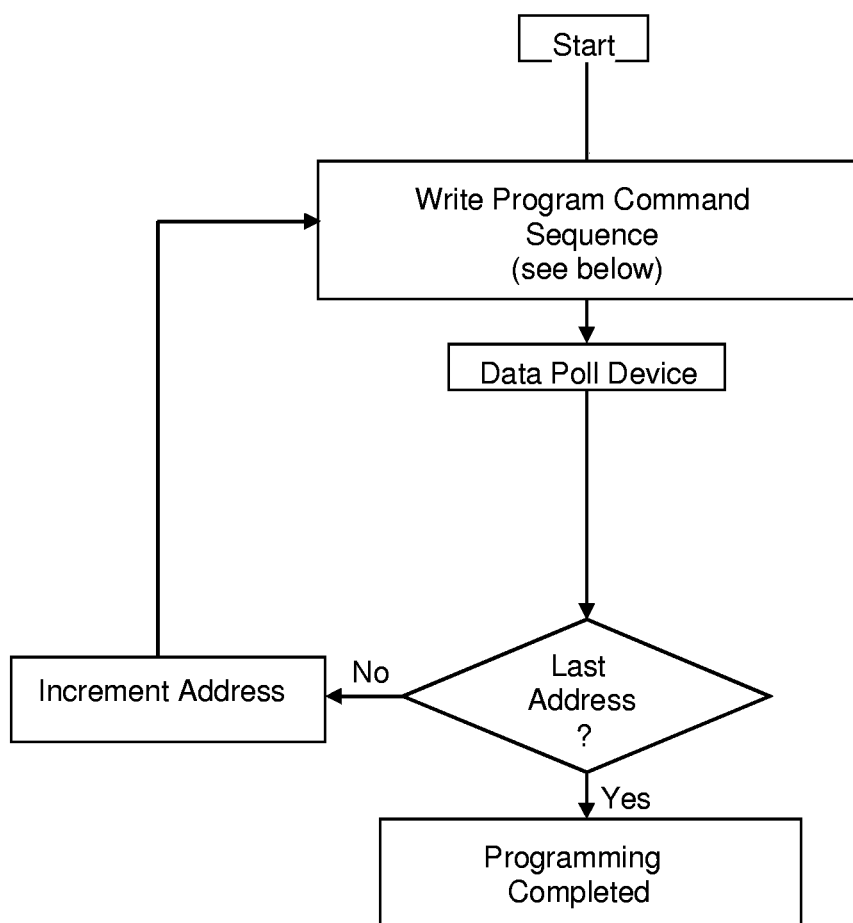 Start
Write Program Command
Sequence
(see below)
Data Poll Device
Last
Address
?
No
Increment Address
Yes
Programming
Completed